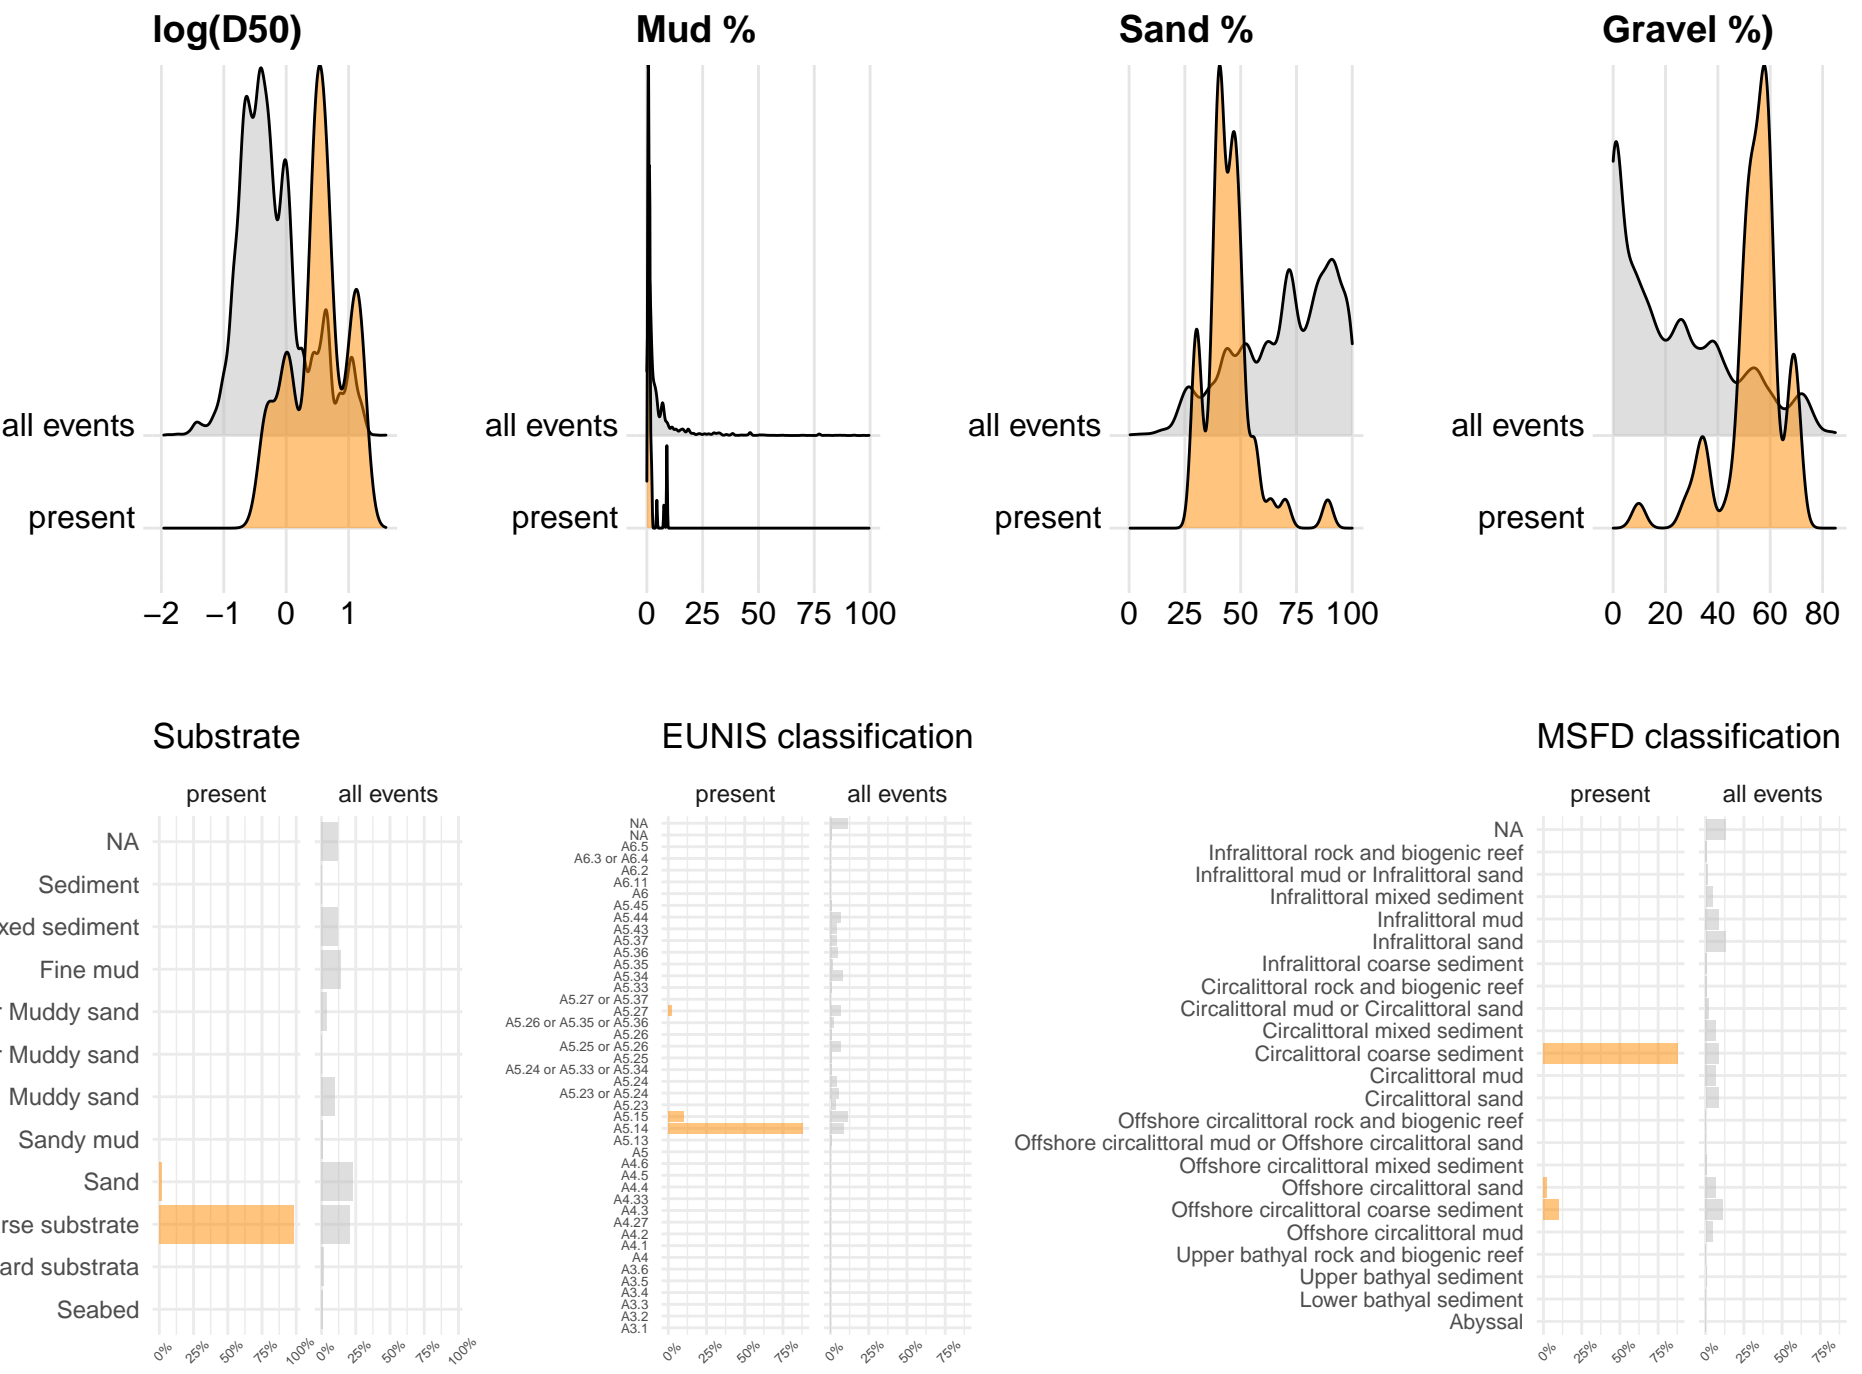 log(D50)
Mud %
Sand %
Gravel %)
all events
present
all events
present
all events
present
all events
present
−2 −1 0 1
0 25 50 75 100
0 25 50 75 100
0 20 40 60 80
Substrate
present all events
NA
Sediment
xed sediment
Fine mud
r Muddy sand
r Muddy sand
Muddy sand
Sandy mud
Sand
rse substrate
ard substrata
Seabed
0% 25% 50% 75% 100% 0% 25% 50% 75% 100%
EUNIS classification
present all events
NA
NA
A6.5
A6.3 or A6.4
A6.2
A6.11
A6
A5.45
A5.44
A5.43
A5.37
A5.36
A5.35
A5.34
A5.33
A5.27 or A5.37
A5.27
A5.26 or A5.35 or A5.36
A5.26
A5.25 or A5.26
A5.25
A5.24 or A5.33 or A5.34
A5.24
A5.23 or A5.24
A5.23
A5.15
A5.14
A5.13
A5
A4.6
A4.5
A4.4
A4.33
A4.3
A4.27
A4.2
A4.1
A4
A3.6
A3.5
A3.4
A3.3
A3.2
A3.1
0% 25% 50% 75% 0% 25% 50% 75%
MSFD classification
present all events
NA
Infralittoral rock and biogenic reef
Infralittoral mud or Infralittoral sand
Infralittoral mixed sediment
Infralittoral mud
Infralittoral sand
Infralittoral coarse sediment
Circalittoral rock and biogenic reef
Circalittoral mud or Circalittoral sand
Circalittoral mixed sediment
Circalittoral coarse sediment
Circalittoral mud
Circalittoral sand
Offshore circalittoral rock and biogenic reef
Offshore circalittoral mud or Offshore circalittoral sand
Offshore circalittoral mixed sediment
Offshore circalittoral sand
Offshore circalittoral coarse sediment
Offshore circalittoral mud
Upper bathyal rock and biogenic reef
Upper bathyal sediment
Lower bathyal sediment
Abyssal
0% 25% 50% 75% 0% 25% 50% 75%